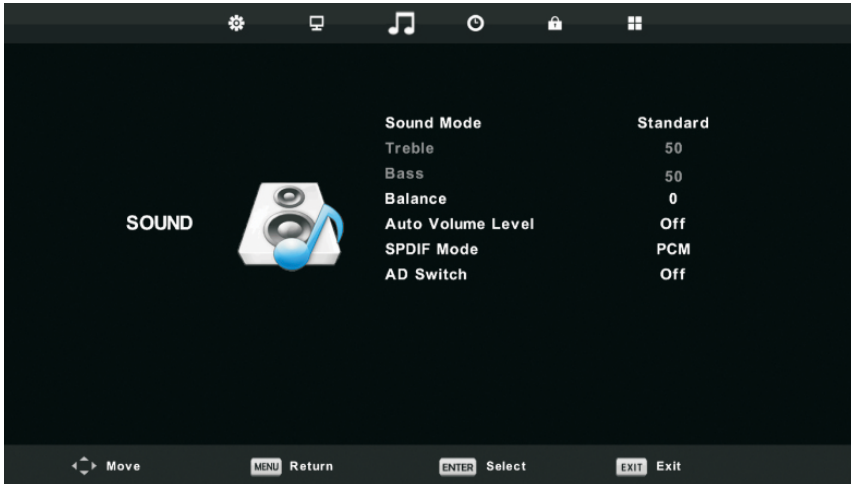 Sound Mode Standard
Treble 50
Bass 50
Balance 0
SOUND
Auto Volume Level Off
SPDIF Mode PCM
AD Switch Off
Move MENU Return ENTER Select EXIT Exit